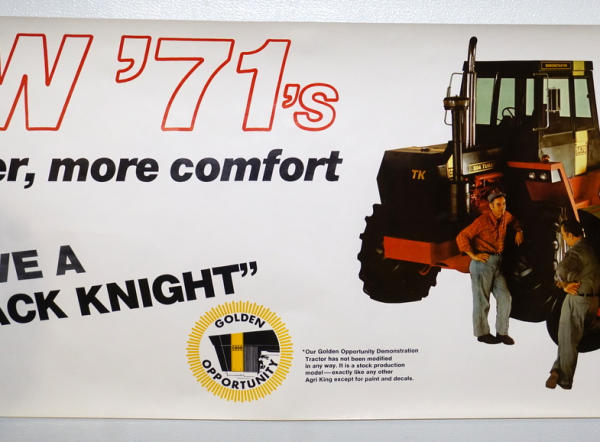 W '71's
er, more comfort
VE A
ACK KNIGHT"
GOLDEN
OPPORTUNITY
*Our Golden Opportunity Demonstration
Tractor has not been modified
in any way. It is a stock production
model—exactly like any other
Agri King except for paint and decals.
DEMONSTRATOR
TK